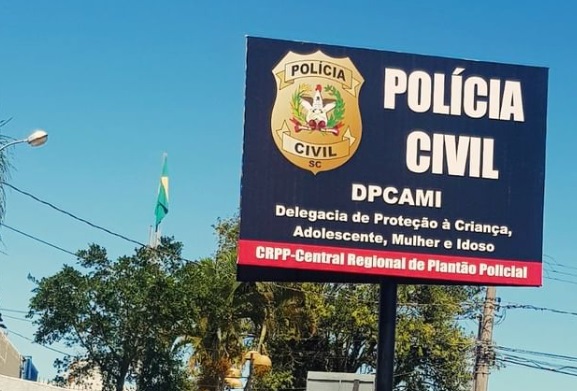 POLÍCIA
CIVIL
SC
POLÍCIA
CIVIL
DPCAMI
Delegacia de Proteção à Criança,
Adolescente, Mulher e Idoso
CRPP-Central Regional de Plantão Policial